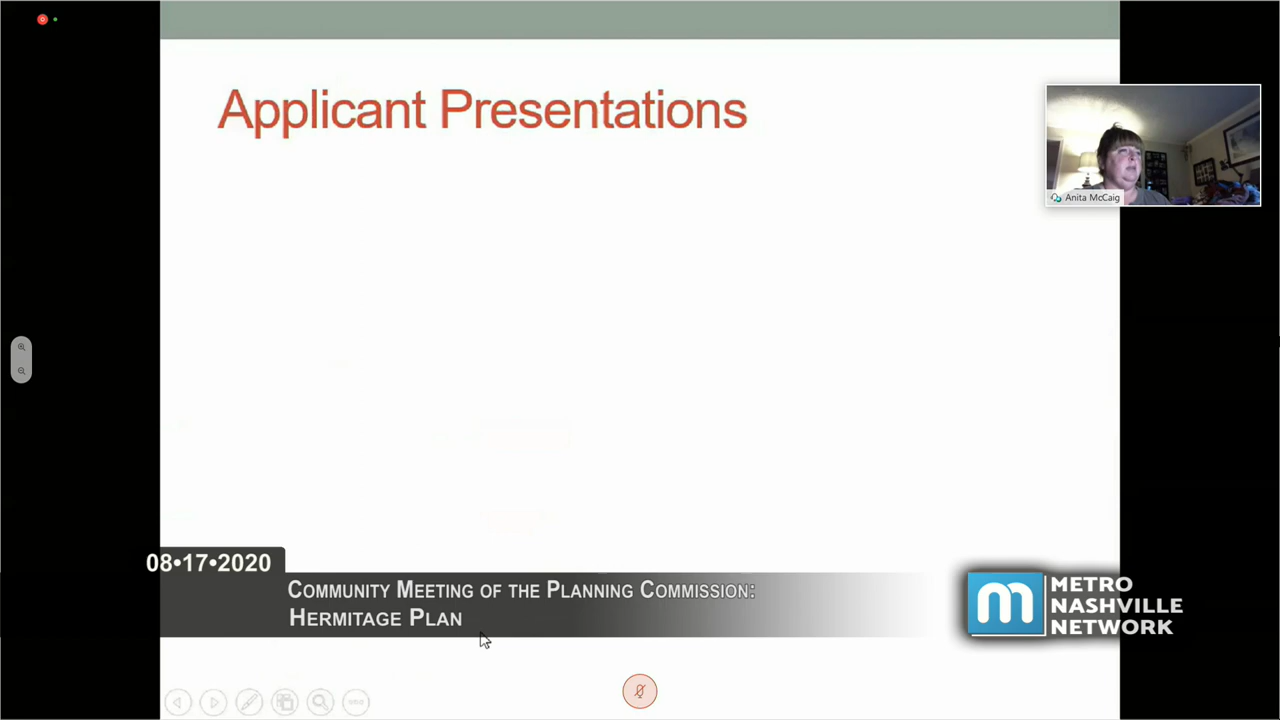 Applicant Presentations
Anita McCaig
08•17•2020
Community Meeting of the Planning Commission:
Hermitage Plan
METRO
NASHVILLE
NETWORK